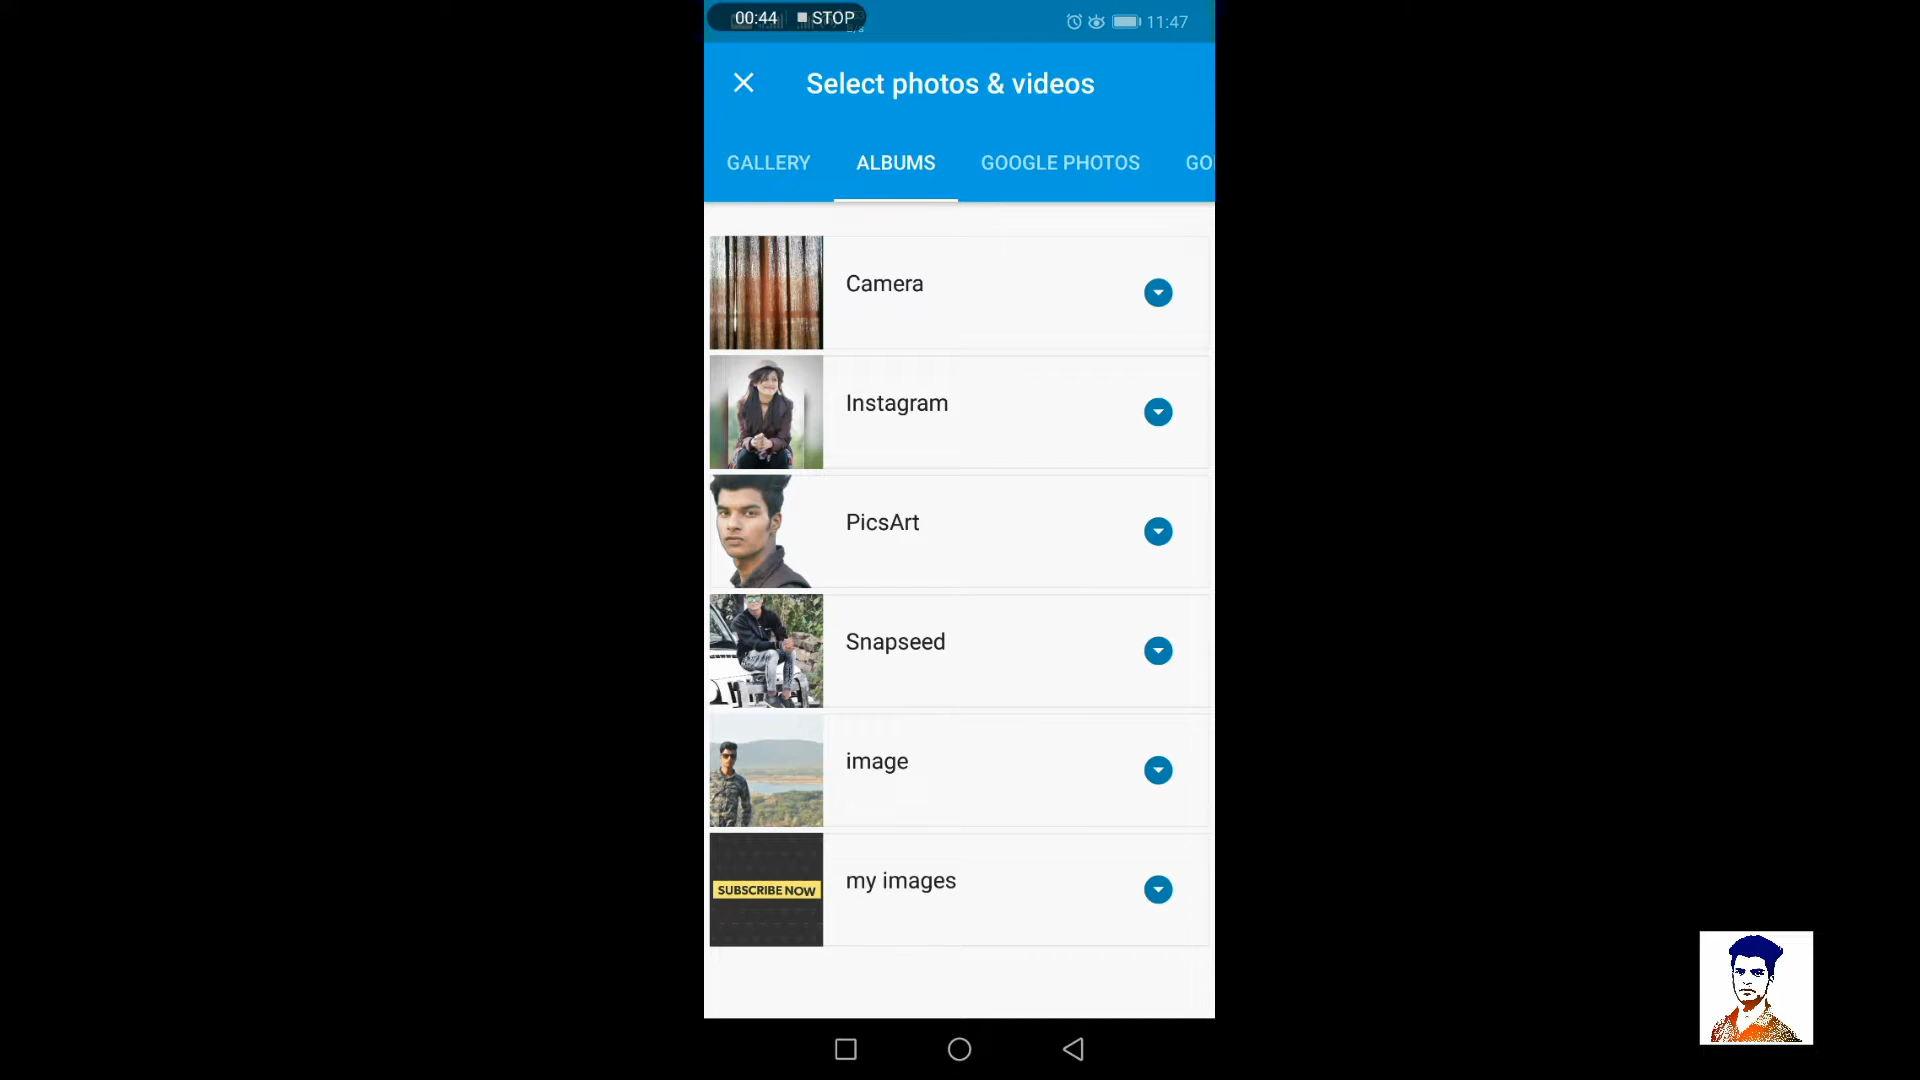 00:44 STOP 11:47
Select photos & videos
GALLERY ALBUMS GOOGLE PHOTOS GO
Camera
Instagram
PicsArt
Snapseed
image
SUBSCRIBE NOW my images